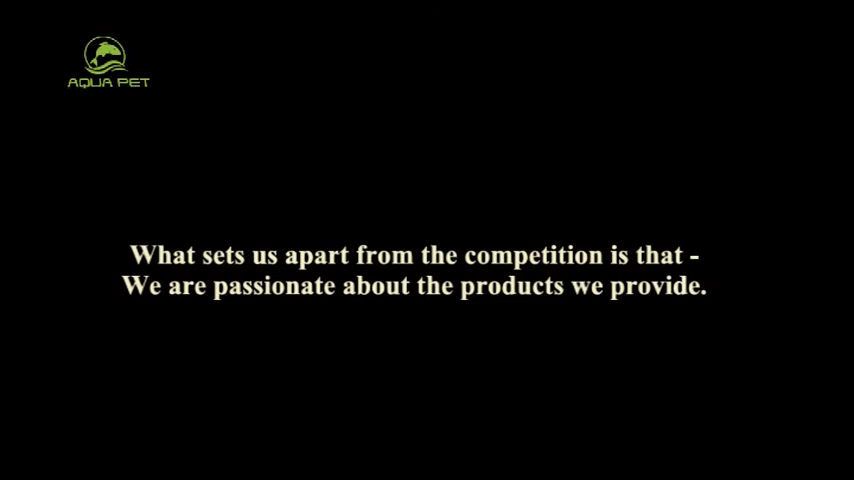 AQUA PET
What sets us apart from the competition is that -
We are passionate about the products we provide.